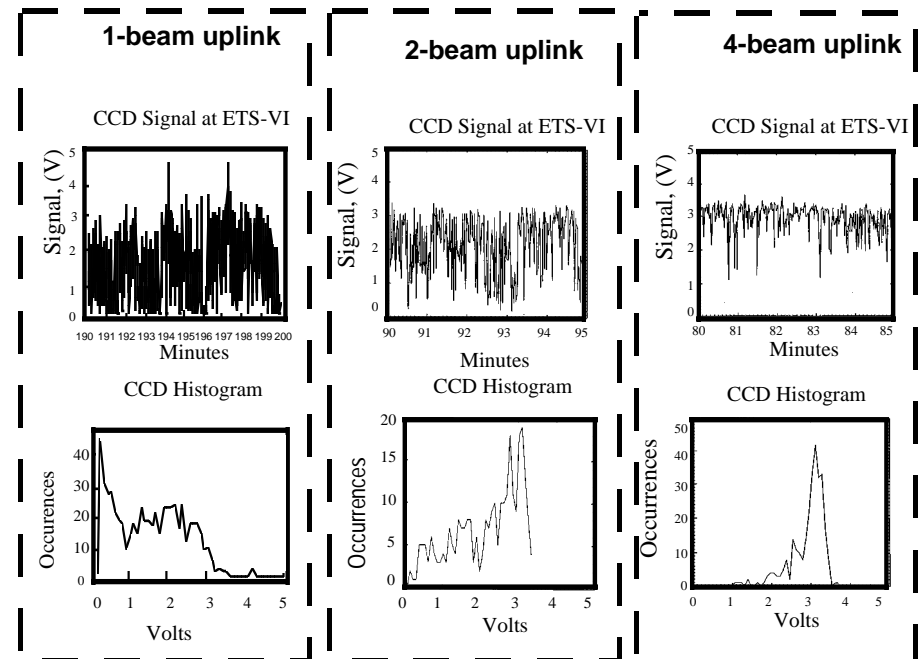 1-beam uplink
CCD Signal at ETS-VI
Signal, (V)
5
4
3
2
1
0
190 191 192 193 194 195 196 197 198 199 200
Minutes
CCD Histogram
Occurences
40
30
20
10
0
0 1 2 3 4 5
Volts
2-beam uplink
CCD Signal at ETS-VI
Signal, (V)
5
4
3
2
1
0
90 91 92 93 94 95
Minutes
CCD Histogram
Occurrences
20
15
10
5
0
0 1 2 3 4 5
Volts
4-beam uplink
CCD Signal at ETS-VI
Signal, (V)
5
4
3
2
1
0
80 81 82 83 84 85
Minutes
CCD Histogram
Occurrences
50
40
30
20
10
0
0 1 2 3 4 5
Volts